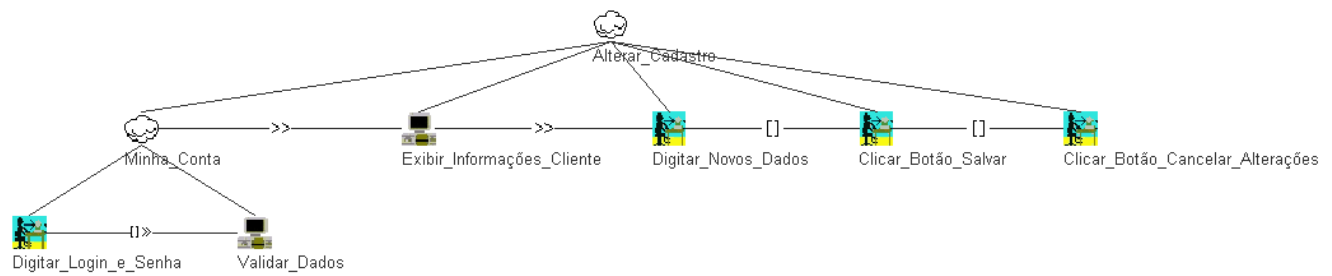 Alterar_Cadastro
>> >> [] []
Minha_Conta Exibir_Informações_Cliente Digitar_Novos_Dados Clicar_Botão_Salvar Clicar_Botão_Cancelar_Alterações
[]>>
Digitar_Login_e_Senha Validar_Dados